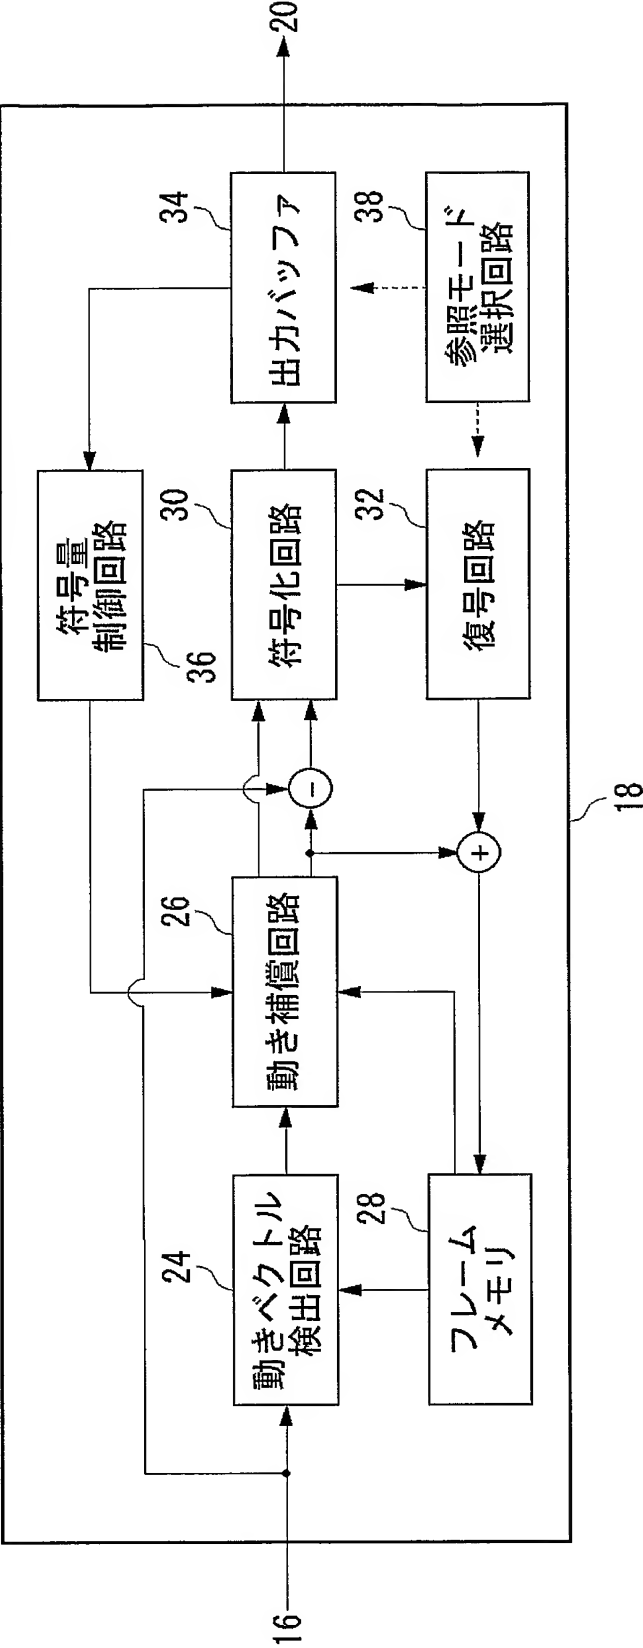 16
24
動きベクトル
検出回路
26
動き補償回路
28
フレーム
メモリ
符号量
制御回路
36
30
符号化回路
32
復号回路
34
出力バッファ
38
参照モード
選択回路
-
+
18
20